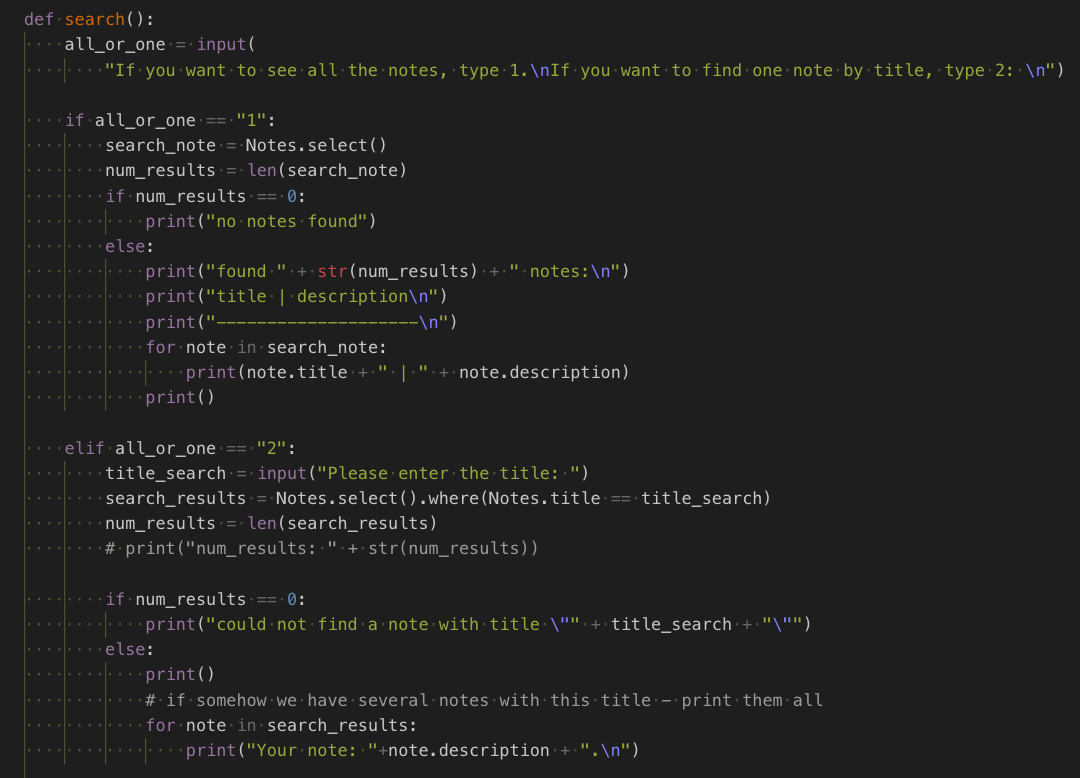 def search():
    all_or_one = input(
        "If you want to see all the notes, type 1.\nIf you want to find one note by title, type 2: \n")

    if all_or_one == "1":
        search_note = Notes.select()
        num_results = len(search_note)
        if num_results == 0:
            print("no notes found")
        else:
            print("found " + str(num_results) + " notes:\n")
            print("title | description\n")
            print("--------------------\n")
            for note in search_note:
                print(note.title + " | " + note.description)
            print()

    elif all_or_one == "2":
        title_search = input("Please enter the title: ")
        search_results = Notes.select().where(Notes.title == title_search)
        num_results = len(search_results)
        # print("num_results: " + str(num_results))

        if num_results == 0:
            print("could not find a note with title \"" + title_search + "\"")
        else:
            print()
            # if somehow we have several notes with this title - print them all
            for note in search_results:
                print("Your note: "+note.description + ".\n")